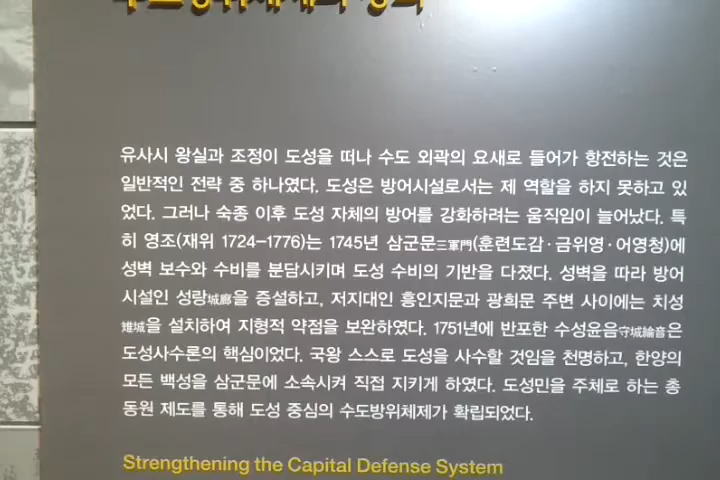 수도방위체제의 강화
유사시 왕실과 조정이 도성을 떠나 수도 외곽의 요새로 들어가 항전하는 것은
일반적인 전략 중 하나였다. 도성은 방어시설로서는 제 역할을 하지 못하고 있
었다. 그러나 숙종 이후 도성 자체의 방어를 강화하려는 움직임이 늘어났다. 특
히 영조(재위 1724–1776)는 1745년 삼군문三軍門(훈련도감·금위영·어영청)에
성벽 보수와 수비를 분담시키며 도성 수비의 기반을 다졌다. 성벽을 따라 방어
시설인 성랑城廊을 증설하고, 저지대인 흥인지문과 광희문 주변 사이에는 치성
雉城을 설치하여 지형적 약점을 보완하였다. 1751년에 반포한 수성윤음守城綸音은
도성사수론의 핵심이었다. 국왕 스스로 도성을 사수할 것임을 천명하고, 한양의
모든 백성을 삼군문에 소속시켜 직접 지키게 하였다. 도성민을 주체로 하는 총
동원 제도를 통해 도성 중심의 수도방위체제가 확립되었다.
Strengthening the Capital Defense System